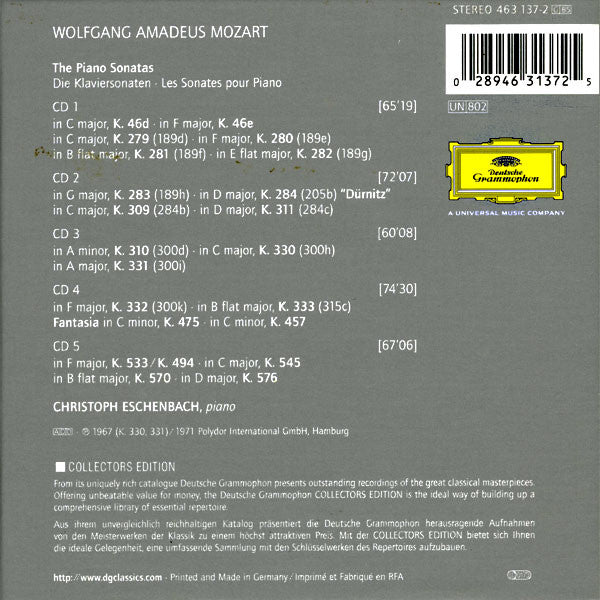 STEREO 463 137-2
WOLFGANG AMADEUS MOZART
The Piano Sonatas
Die Klaviersonaten · Les Sonates pour Piano
CD 1 [65'19]
in C major, K. 46d · in F major, K. 46e
in C major, K. 279 (189d) · in F major, K. 280 (189e)
in B flat major, K. 281 (189f) · in E flat major, K. 282 (189g)
CD 2 [72'07]
in G major, K. 283 (189h) · in D major, K. 284 (205b) "Dürnitz"
in C major, K. 309 (284b) · in D major, K. 311 (284c)
CD 3 [60'08]
in A minor, K. 310 (300d) · in C major, K. 330 (300h)
in A major, K. 331 (300i)
CD 4 [74'30]
in F major, K. 332 (300k) · in B flat major, K. 333 (315c)
Fantasia in C minor, K. 475 · in C minor, K. 457
CD 5 [67'06]
in F major, K. 533/K. 494 · in C major, K. 545
in B flat major, K. 570 · in D major, K. 576
CHRISTOPH ESCHENBACH, piano
ADD · ℗ 1967 (K. 330, 331)/1971 Polydor International GmbH, Hamburg
0 28946 31372 5
UN 802
Deutsche
Grammophon
A UNIVERSAL MUSIC COMPANY
COLLECTORS EDITION
From its uniquely rich catalogue Deutsche Grammophon presents outstanding recordings of the great classical masterpieces.
Offering unbeatable value for money, the Deutsche Grammophon COLLECTORS EDITION is the ideal way of building up a
comprehensive library of essential repertoire.
Aus ihrem unvergleichlich reichhaltigen Katalog präsentiert die Deutsche Grammophon herausragende Aufnahmen
von den Meisterwerken der Klassik zu einem höchst attraktiven Preis. Mit der COLLECTORS EDITION bietet sich Ihnen
die ideale Gelegenheit, eine umfassende Sammlung mit den Schlüsselwerken des Repertoires aufzubauen.
http://www.dgclassics.com · Printed and Made in Germany/Imprimé et Fabriqué en RFA